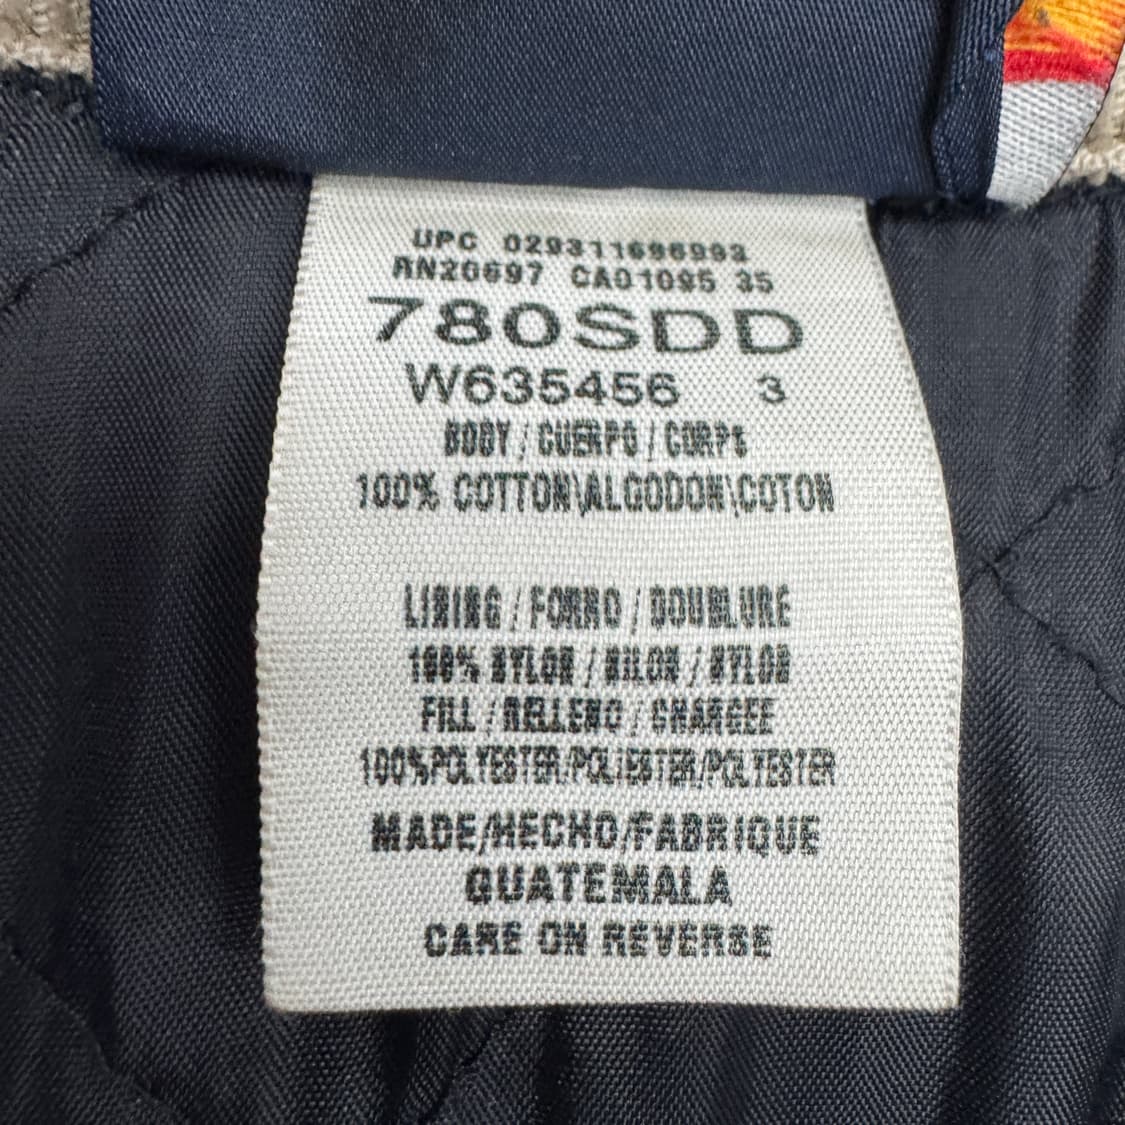 UPC 029311696993
RN20697 CA01095 35
780SDD
W635456 3
BODY / CUERPO / CORPS
100% COTTON\ALGODON\COTON
LINING / FORRO / DOUBLURE
100% NYLON / NILON / NYLON
FILL / RELLENO / CHARGEE
100%POLYESTER/POLIESTER/POLYESTER
MADE/HECHO/FABRIQUE
GUATEMALA
CARE ON REVERSE